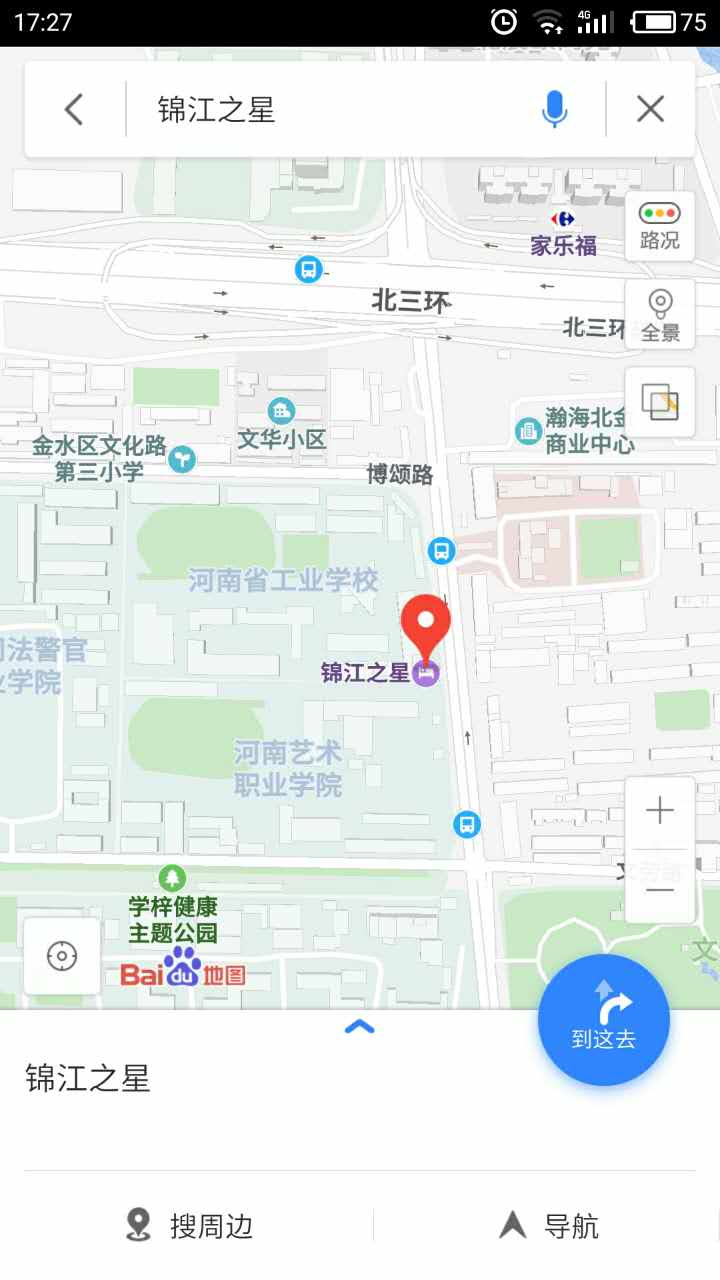 17:27
4G
75
锦江之星
路况
家乐福
北三环
北三环
全景
瀚海北金
商业中心
文华小区
金水区文化路
第三小学
博颂路
河南省工业学校
法警官
学院
锦江之星
河南艺术
职业学院
学梓健康
主题公园
文
Baidu地图
到这去
锦江之星
搜周边
导航